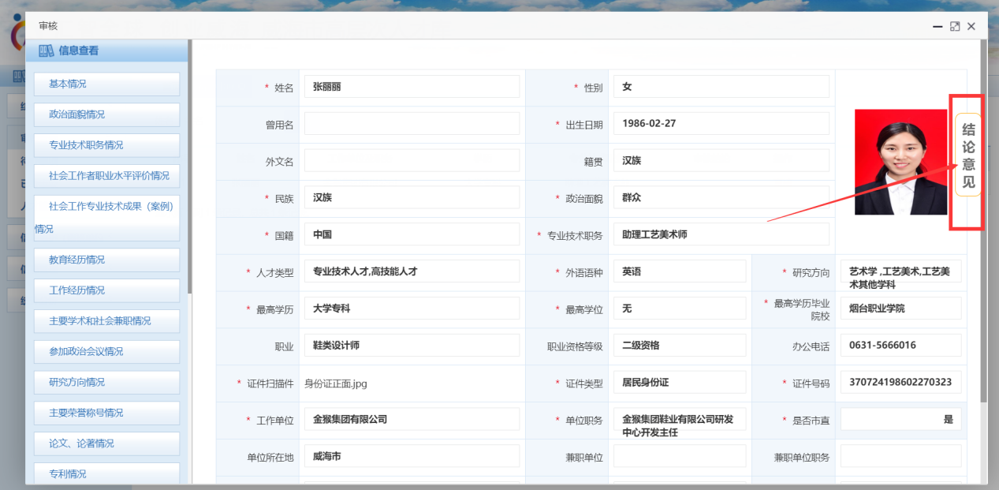 审核
信息查看
基本情况
政治面貌情况
专业技术职务情况
社会工作者职业水平评价情况
社会工作专业技术成果（案例)
情况
教育经历情况
工作经历情况
主要学术和社会兼职情况
参加政治会议情况
研究方向情况
主要荣誉称号情况
论文、论著情况
专利情况
* 姓名 张丽丽 * 性别 女
曾用名 * 出生日期 1986-02-27
外文名 籍贯 汉族
* 民族 汉族 * 政治面貌 群众
* 国籍 中国 * 专业技术职务 助理工艺美术师
* 人才类型 专业技术人才,高技能人才 * 外语语种 英语 * 研究方向 艺术学 ,工艺美术,工艺美
术其他学科
* 最高学历 大学专科 * 最高学位 无 * 最高学历毕业
院校 烟台职业学院
职业 鞋类设计师 职业资格等级 二级资格 办公电话 0631-5666016
* 证件扫描件 身份证正面.jpg * 证件类型 居民身份证 * 证件号码 370724198602270323
* 工作单位 金猴集团有限公司 * 单位职务 金猴集团鞋业有限公司研发
中心开发主任 * 是否市直 是
单位所在地 威海市 兼职单位 兼职单位职务
结
论
意
见